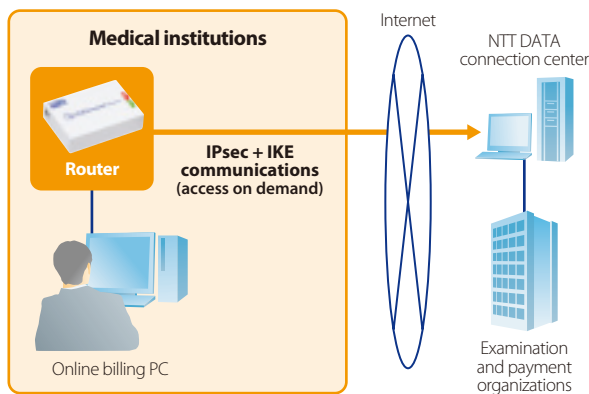 Medical institutions
Internet
NTT DATA
connection center
Router
IPsec + IKE
communications
(access on demand)
Online billing PC
Examination
and payment
organizations